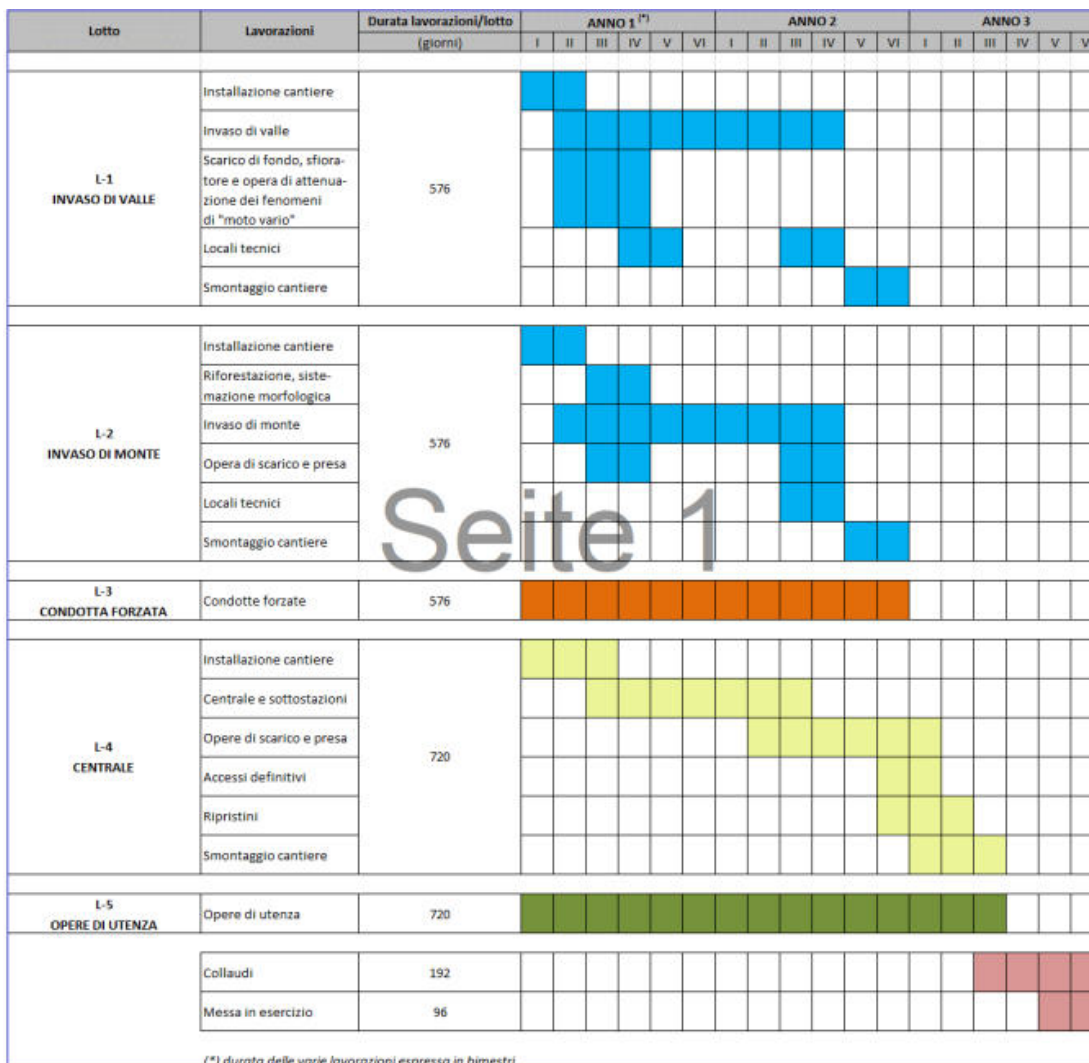 Lotto Lavorazioni Durata lavorazioni/lotto ANNO 1 (*) ANNO 2 ANNO 3
(giorni) I II III IV V VI I II III IV V VI I II III IV V
L-1
INVASO DI VALLE
576
Installazione cantiere
Invaso di valle
Scarico di fondo, sfiora-
tore e opera di attenua-
zione dei fenomeni
di "moto vario"
Locali tecnici
Smontaggio cantiere
L-2
INVASO DI MONTE
576
Installazione cantiere
Riforestazione, siste-
mazione morfologica
Invaso di monte
Opera di scarico e presa
Locali tecnici
Smontaggio cantiere
Seite 1
L-3
CONDOTTA FORZATA
Condotte forzate 576
L-4
CENTRALE
720
Installazione cantiere
Centrale e sottostazioni
Opere di scarico e presa
Accessi definitivi
Ripristini
Smontaggio cantiere
L-5
OPERE DI UTENZA
Opere di utenza 720
Collaudi 192
Messa in esercizio 96
(*) durata delle varie lavorazioni espressa in bimestri